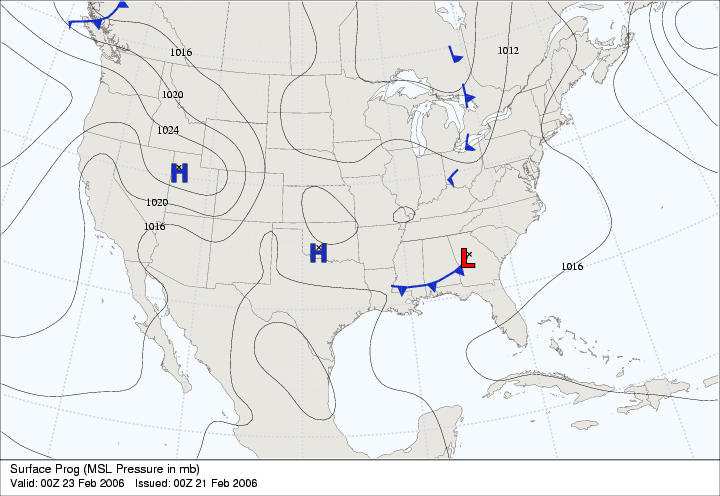 1016
1012
1020
1024
H
1020
1016
H
L
1016
Surface Prog (MSL Pressure in mb)
Valid: 00Z 23 Feb 2006 Issued: 00Z 21 Feb 2006